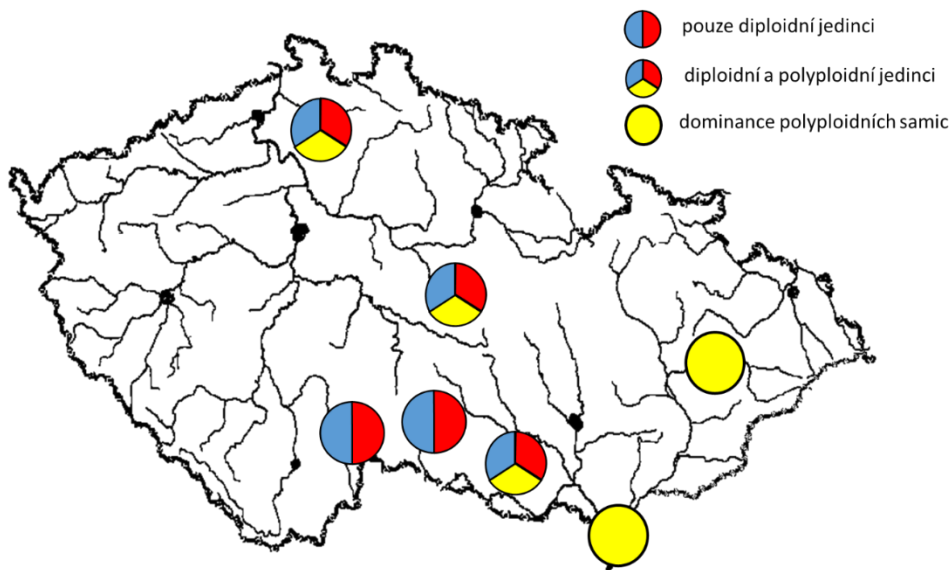 pouze diploidní jedinci
diploidní a polyploidní jedinci
dominance polyploidních samic